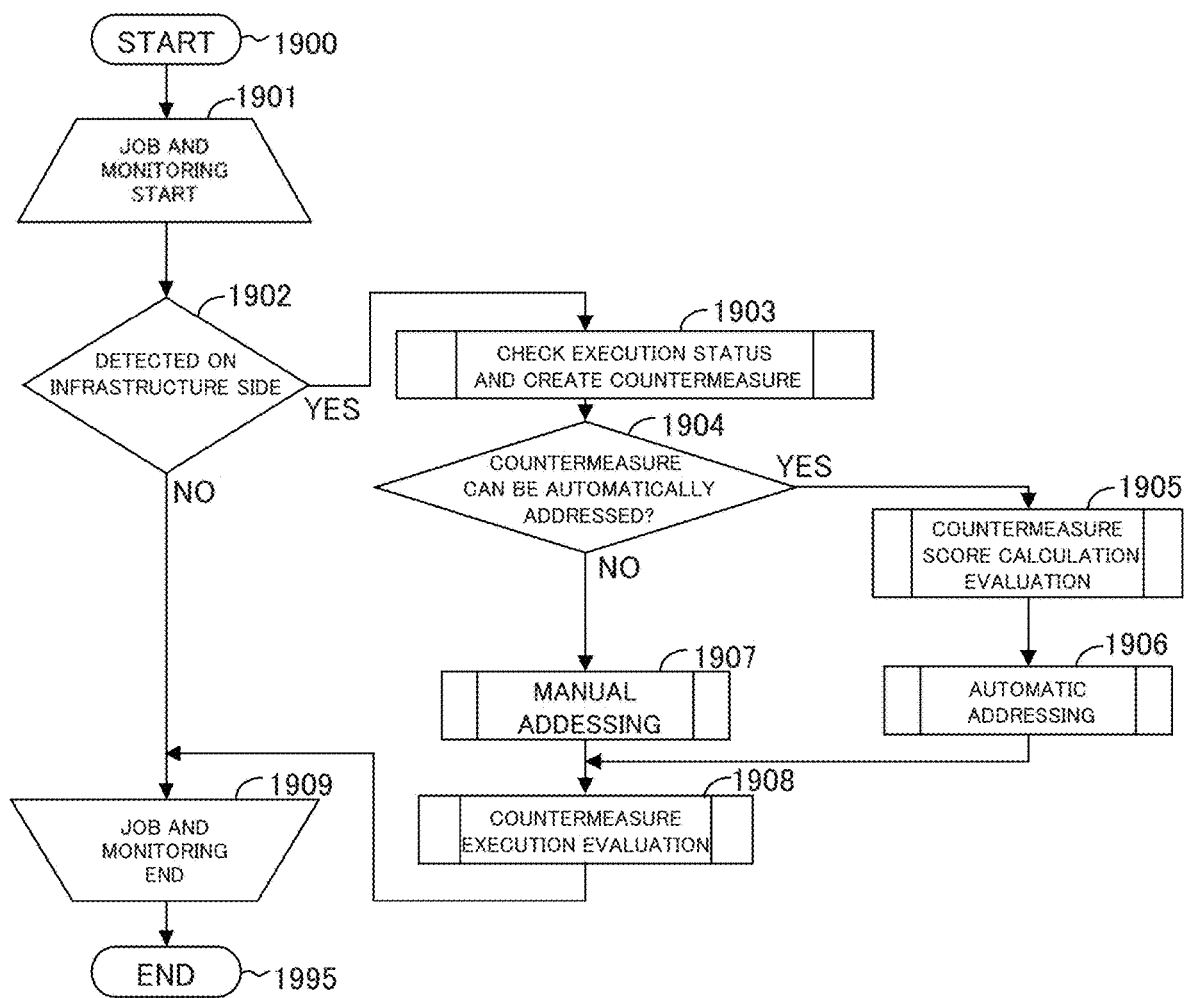 START
1900
1901
JOB AND
MONITORING
START
1902
DETECTED ON
INFRASTRUCTURE SIDE
YES
NO
1903
CHECK EXECUTION STATUS
AND CREATE COUNTERMEASURE
1904
COUNTERMEASURE
CAN BE AUTOMATICALLY
ADDRESSED?
YES
NO
1905
COUNTERMEASURE
SCORE CALCULATION
EVALUATION
1906
AUTOMATIC
ADDRESSING
1907
MANUAL
ADDESSING
1908
COUNTERMEASURE
EXECUTION EVALUATION
1909
JOB AND
MONITORING
END
END
1995